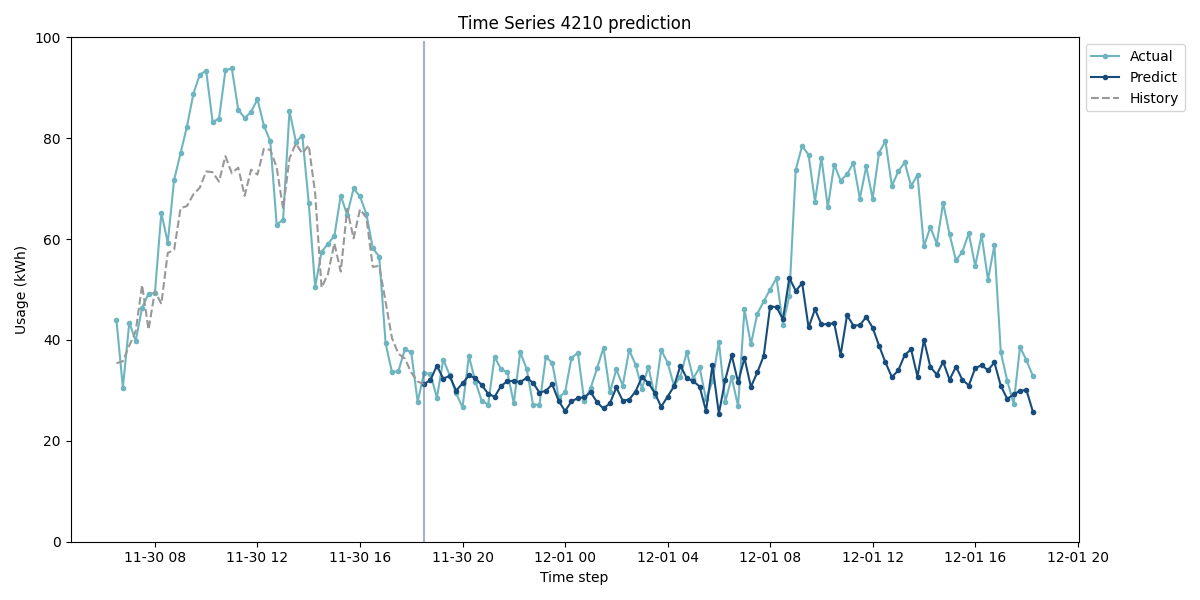 Time Series 4210 prediction
Actual
Predict
History
Usage (kWh)
100
80
60
40
20
0
11-30 08
11-30 12
11-30 16
11-30 20
12-01 00
12-01 04
12-01 08
12-01 12
12-01 16
12-01 20
Time step